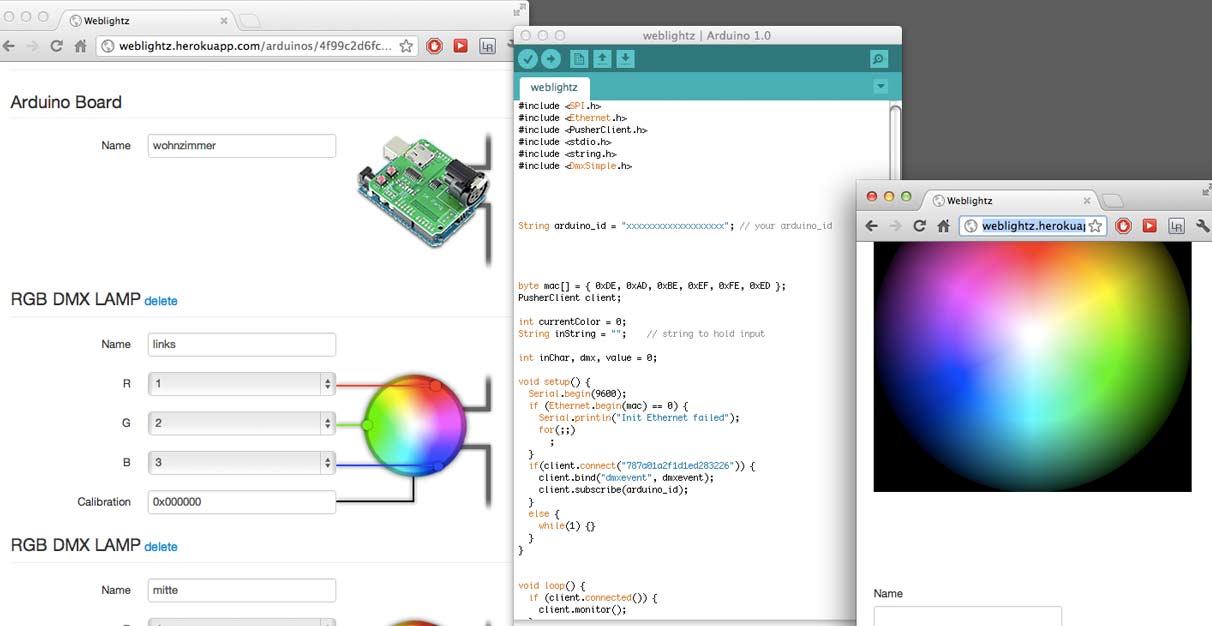 Weblightz
weblightz.herokuapp.com/arduinos/4f99c2d6fc...
LR
Arduino Board
Name
wohnzimmer
RGB DMX LAMP delete
Name
links
R
1
G
2
B
3
Calibration
0x000000
RGB DMX LAMP delete
Name
mitte
weblightz | Arduino 1.0
weblightz
#include <SPI.h>
#include <Ethernet.h>
#include <PusherClient.h>
#include <stdio.h>
#include <string.h>
#include <DmxSimple.h>
String arduino_id = "xxxxxxxxxxxxxxxxxxx"; // your arduino_id
byte mac[] = { 0xDE, 0xAD, 0xBE, 0xEF, 0xFE, 0xED };
PusherClient client;
int currentColor = 0;
String inString = "";    // string to hold input
int inChar, dmx, value = 0;
void setup() {
  Serial.begin(9600);
  if (Ethernet.begin(mac) == 0) {
    Serial.println("Init Ethernet failed");
    for(;;)
      ;
  }
  if(client.connect("787a01a2f1d1ed283226")) {
    client.bind("dmxevent", dmxevent);
    client.subscribe(arduino_id);
  }
  else {
    while(1) {}
  }
}
void loop() {
  if (client.connected()) {
    client.monitor();
Weblightz
weblightz.herokuap
LR
Name